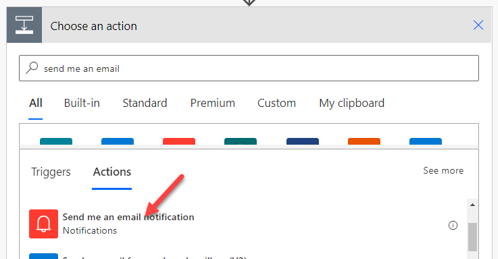 Choose an action
send me an email
All Built-in Standard Premium Custom My clipboard
Triggers Actions See more
Send me an email notification
Notifications